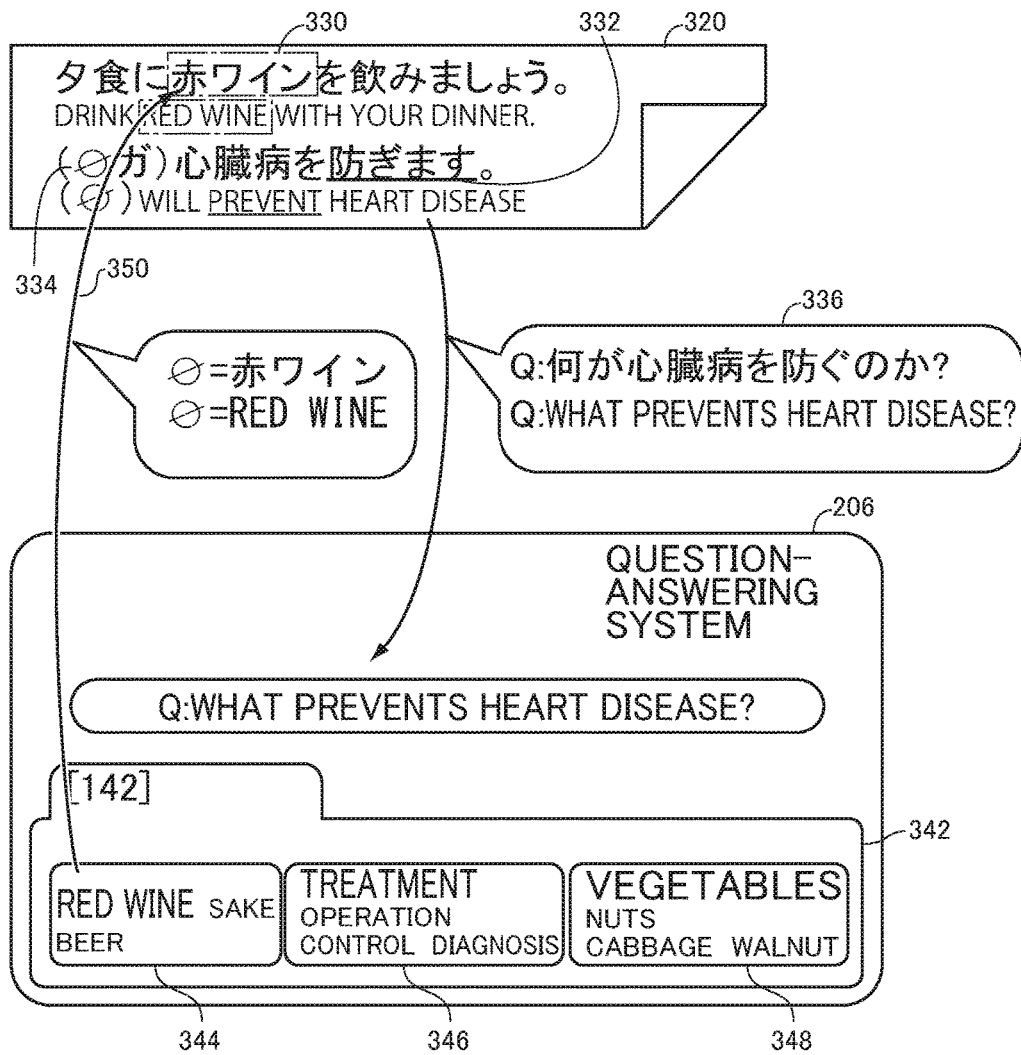 330
332
320
夕食に赤ワインを飲みましょう。
DRINK RED WINE WITH YOUR DINNER.
(∅ガ)心臓病を防ぎます。
(∅) WILL PREVENT HEART DISEASE
334
350
336
∅=赤ワイン
∅=RED WINE
Q:何が心臓病を防ぐのか?
Q:WHAT PREVENTS HEART DISEASE?
206
QUESTION-
ANSWERING
SYSTEM
Q:WHAT PREVENTS HEART DISEASE?
[142]
342
RED WINE SAKE
BEER
TREATMENT
OPERATION
CONTROL DIAGNOSIS
VEGETABLES
NUTS
CABBAGE WALNUT
344
346
348